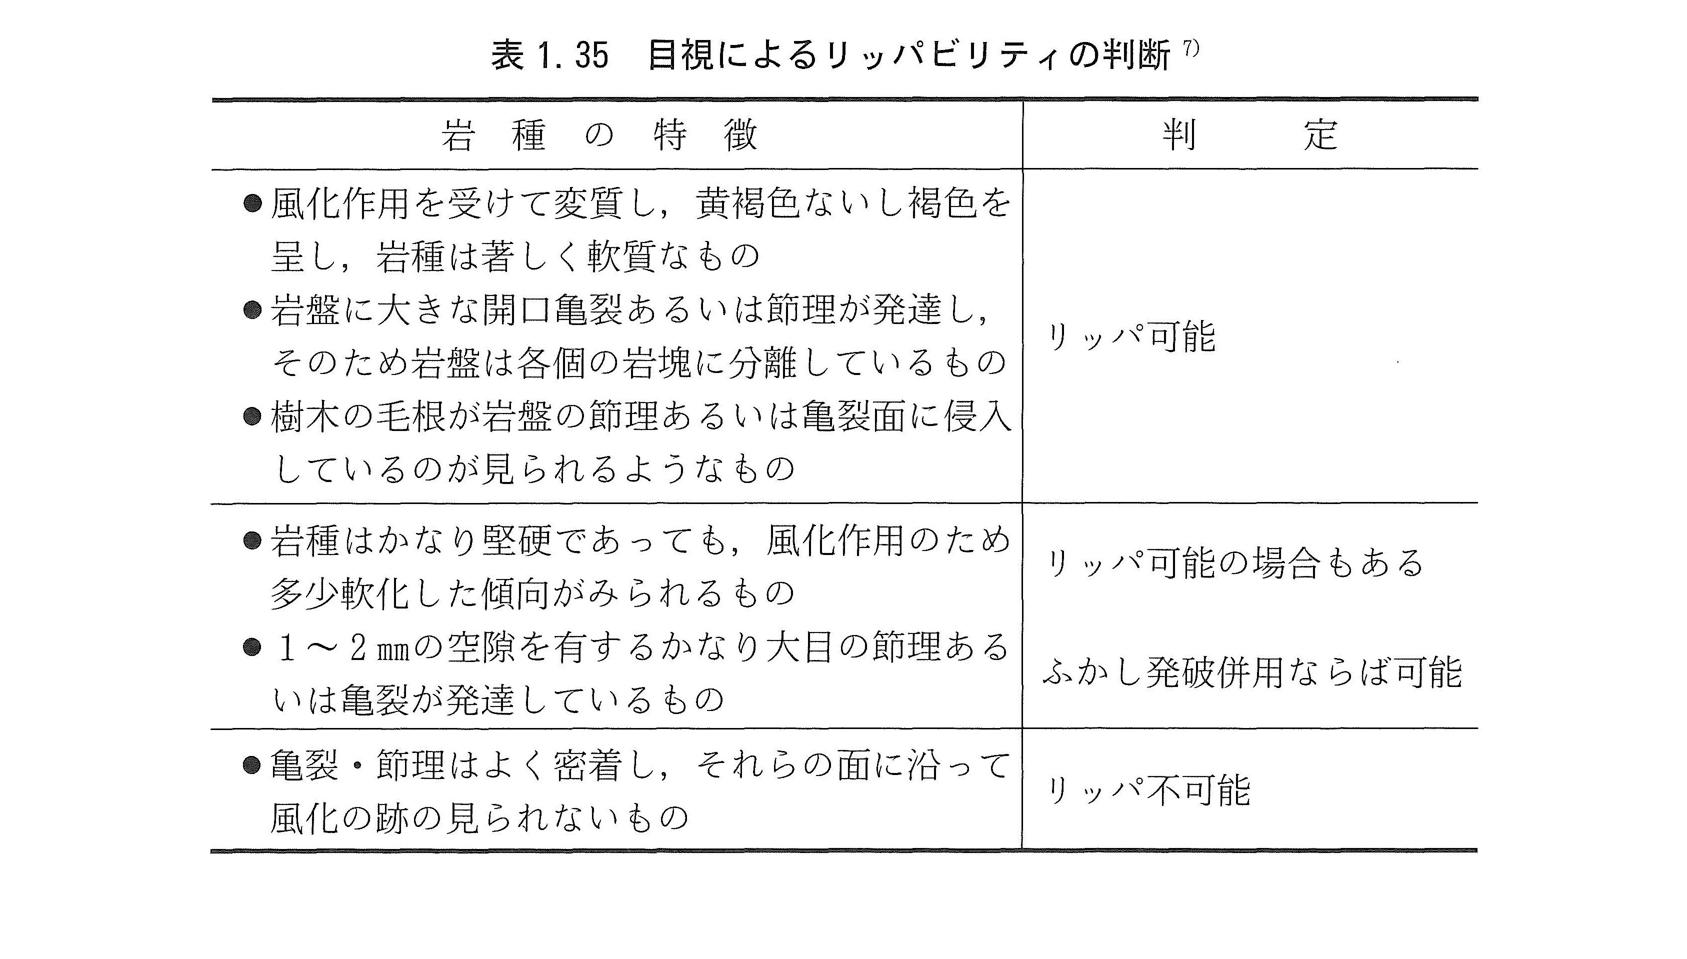 表 1.35 目視によるリッパビリティの判断 7)
岩種の特徴
判定
●風化作用を受けて変質し，黄褐色ないし褐色を
呈し，岩種は著しく軟質なもの
●岩盤に大きな開口亀裂あるいは節理が発達し，
そのため岩盤は各個の岩塊に分離しているもの
●樹木の毛根が岩盤の節理あるいは亀裂面に侵入
しているのが見られるようなもの
リッパ可能
●岩種はかなり堅硬であっても，風化作用のため
多少軟化した傾向がみられるもの
リッパ可能の場合もある
●1～2㎜の空隙を有するかなり大目の節理ある
いは亀裂が発達しているもの
ふかし発破併用ならば可能
●亀裂・節理はよく密着し，それらの面に沿って
風化の跡の見られないもの
リッパ不可能